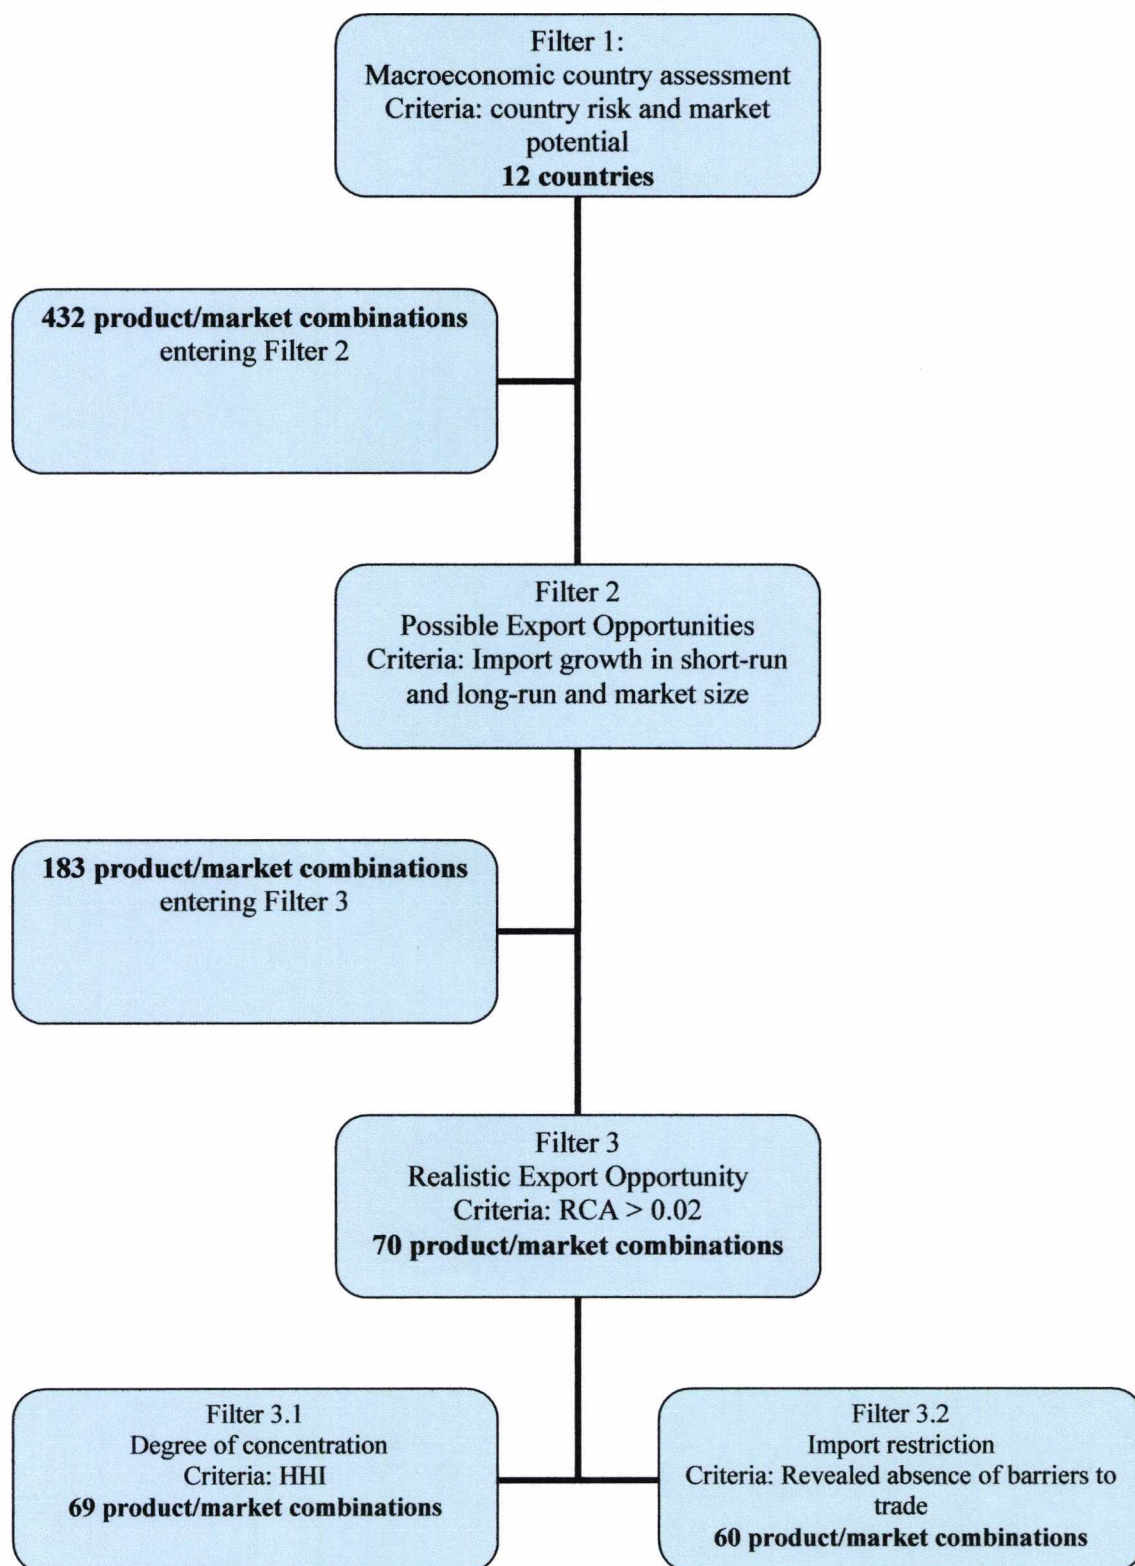 Filter 1:
Macroeconomic country assessment
Criteria: country risk and market
potential
12 countries
432 product/market combinations
entering Filter 2
Filter 2
Possible Export Opportunities
Criteria: Import growth in short-run
and long-run and market size
183 product/market combinations
entering Filter 3
Filter 3
Realistic Export Opportunity
Criteria: RCA > 0.02
70 product/market combinations
Filter 3.1
Degree of concentration
Criteria: HHI
69 product/market combinations
Filter 3.2
Import restriction
Criteria: Revealed absence of barriers to
trade
60 product/market combinations